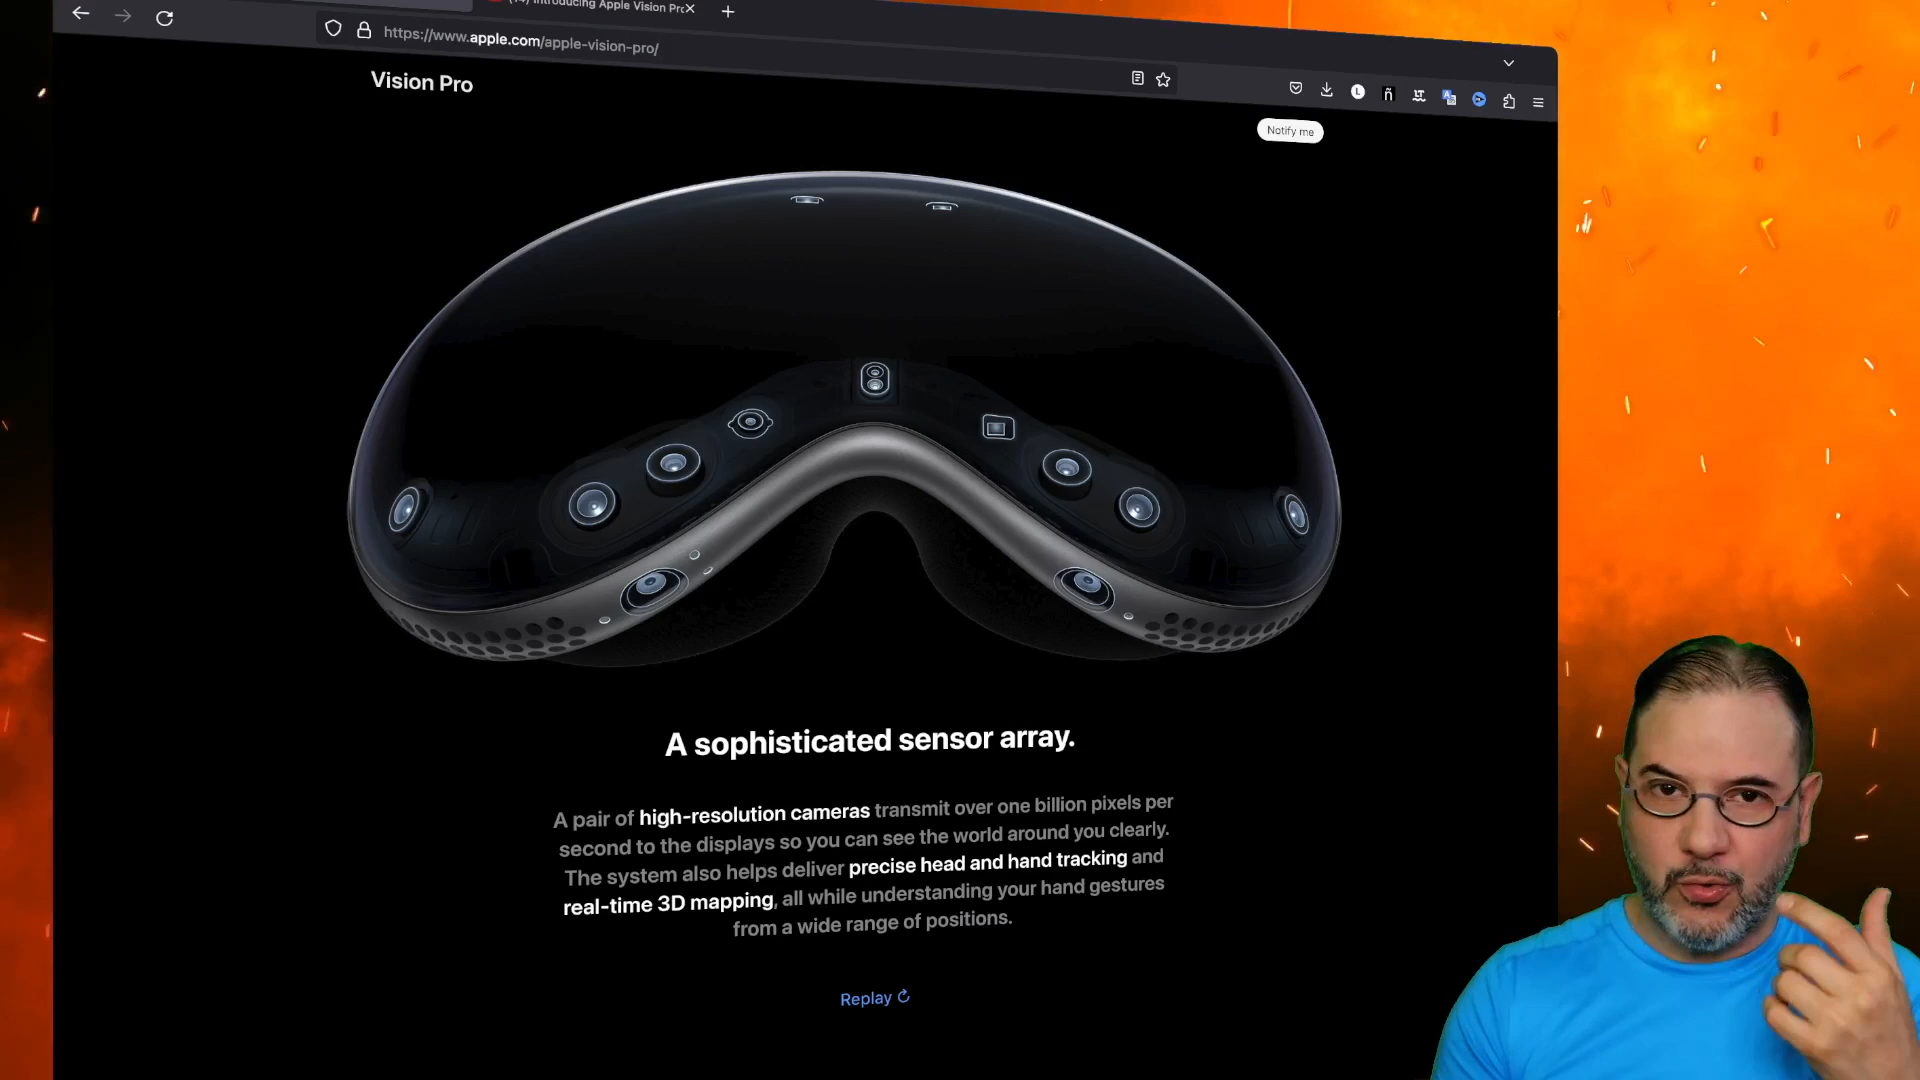 Introducing Apple Vision Pro
https://www.apple.com/apple-vision-pro/
Vision Pro
Notify me
A sophisticated sensor array.
A pair of high-resolution cameras transmit over one billion pixels per
second to the displays so you can see the world around you clearly.
The system also helps deliver precise head and hand tracking and
real-time 3D mapping, all while understanding your hand gestures
from a wide range of positions.
Replay